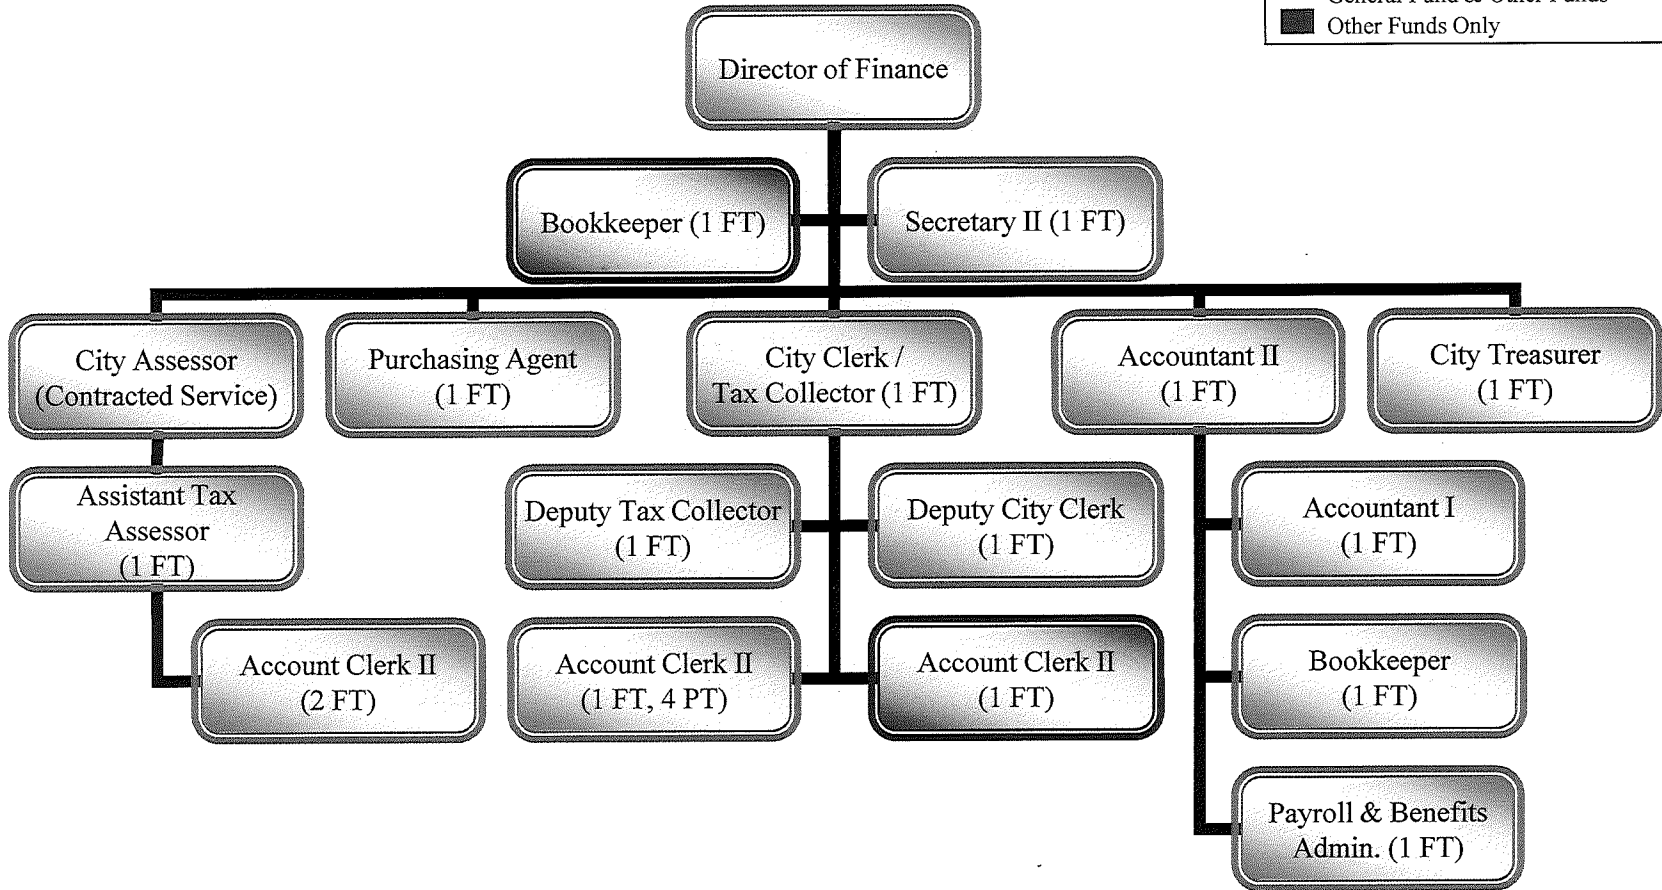 General Fund & Other Funds
Other Funds Only
Director of Finance
Bookkeeper (1 FT)
Secretary II (1 FT)
City Assessor
(Contracted Service)
Purchasing Agent
(1 FT)
City Clerk /
Tax Collector (1 FT)
Accountant II
(1 FT)
City Treasurer
(1 FT)
Assistant Tax
Assessor
(1 FT)
Deputy Tax Collector
(1 FT)
Deputy City Clerk
(1 FT)
Accountant I
(1 FT)
Account Clerk II
(2 FT)
Account Clerk II
(1 FT, 4 PT)
Account Clerk II
(1 FT)
Bookkeeper
(1 FT)
Payroll & Benefits
Admin. (1 FT)